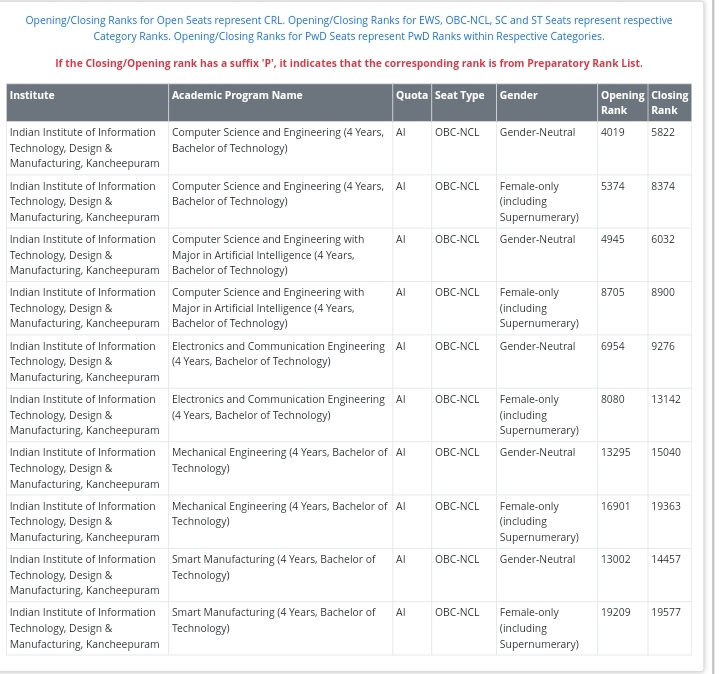 Opening/Closing Ranks for Open Seats represent CRL. Opening/Closing Ranks for EWS, OBC-NCL, SC and ST Seats represent respective
Category Ranks. Opening/Closing Ranks for PwD Seats represent PwD Ranks within Respective Categories.
If the Closing/Opening rank has a suffix 'P', it indicates that the corresponding rank is from Preparatory Rank List.
Institute Academic Program Name Quota Seat Type Gender Opening Closing
Rank Rank
Indian Institute of Information Computer Science and Engineering (4 Years, AI OBC-NCL Gender-Neutral 4019 5822
Technology, Design & Bachelor of Technology)
Manufacturing, Kancheepuram
Indian Institute of Information Computer Science and Engineering (4 Years, AI OBC-NCL Female-only 5374 8374
Technology, Design & Bachelor of Technology) (including
Manufacturing, Kancheepuram Supernumerary)
Indian Institute of Information Computer Science and Engineering with AI OBC-NCL Gender-Neutral 4945 6032
Technology, Design & Major in Artificial Intelligence (4 Years,
Manufacturing, Kancheepuram Bachelor of Technology)
Indian Institute of Information Computer Science and Engineering with AI OBC-NCL Female-only 8705 8900
Technology, Design & Major in Artificial Intelligence (4 Years, (including
Manufacturing, Kancheepuram Bachelor of Technology) Supernumerary)
Indian Institute of Information Electronics and Communication Engineering AI OBC-NCL Gender-Neutral 6954 9276
Technology, Design & (4 Years, Bachelor of Technology)
Manufacturing, Kancheepuram
Indian Institute of Information Electronics and Communication Engineering AI OBC-NCL Female-only 8080 13142
Technology, Design & (4 Years, Bachelor of Technology) (including
Manufacturing, Kancheepuram Supernumerary)
Indian Institute of Information Mechanical Engineering (4 Years, Bachelor of AI OBC-NCL Gender-Neutral 13295 15040
Technology, Design & Technology)
Manufacturing, Kancheepuram
Indian Institute of Information Mechanical Engineering (4 Years, Bachelor of AI OBC-NCL Female-only 16901 19363
Technology, Design & Technology) (including
Manufacturing, Kancheepuram Supernumerary)
Indian Institute of Information Smart Manufacturing (4 Years, Bachelor of AI OBC-NCL Gender-Neutral 13002 14457
Technology, Design & Technology)
Manufacturing, Kancheepuram
Indian Institute of Information Smart Manufacturing (4 Years, Bachelor of AI OBC-NCL Female-only 19209 19577
Technology, Design & Technology) (including
Manufacturing, Kancheepuram Supernumerary)